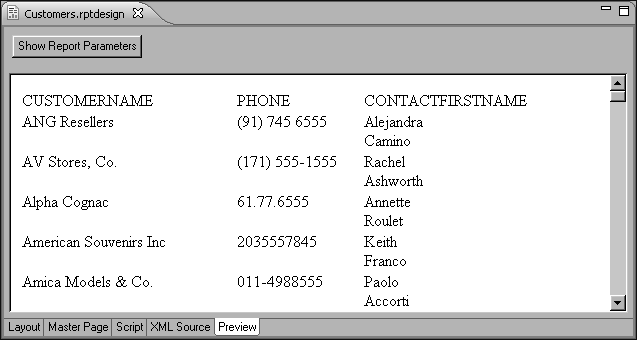 Customers.rptdesign
Show Report Parameters
CUSTOMERNAME PHONE CONTACTFIRSTNAME
ANG Resellers (91) 745 6555 Alejandra
Camino
AV Stores, Co. (171) 555-1555 Rachel
Ashworth
Alpha Cognac 61.77.6555 Annette
Roulet
American Souvenirs Inc 2035557845 Keith
Franco
Amica Models & Co. 011-4988555 Paolo
Accorti
Layout Master Page Script XML Source Preview